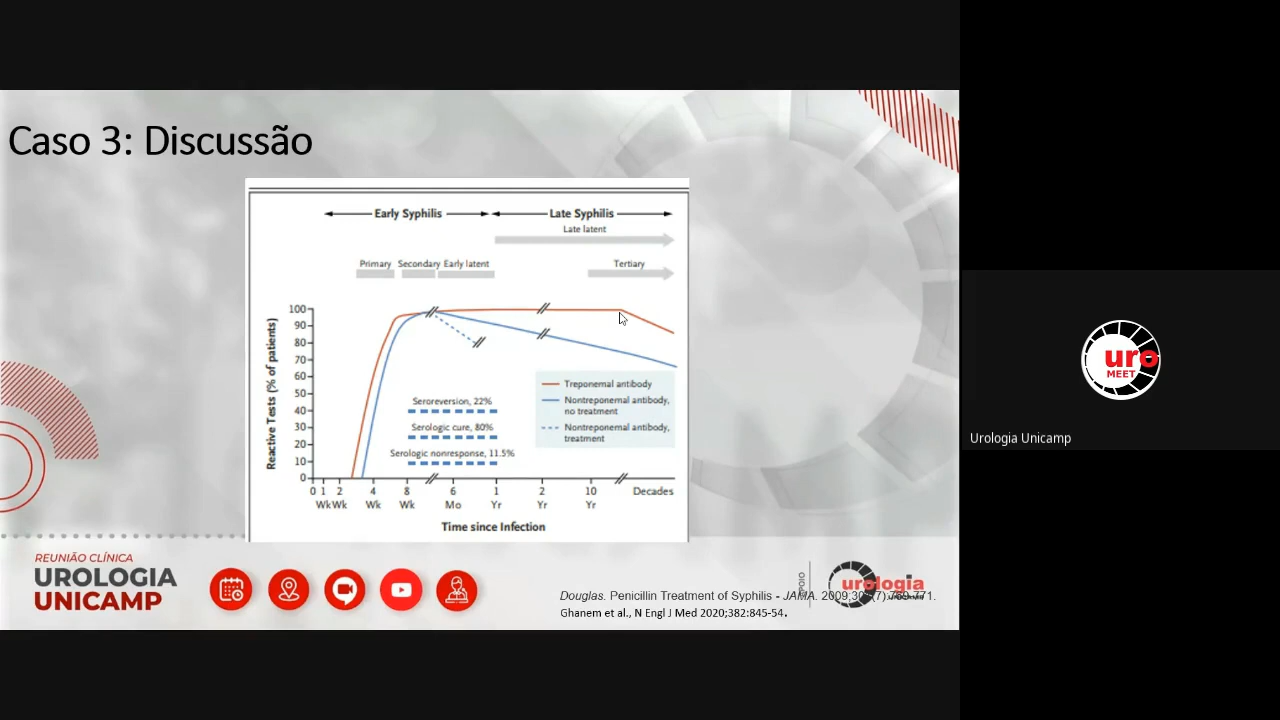 Caso 3: Discussão
Early Syphilis
Late Syphilis
Late latent
Primary
Secondary
Early latent
Tertiary
Reactive Tests (% of patients)
100
90
80
70
60
50
40
30
20
10
0
Treponemal antibody
Nontreponemal antibody,
no treatment
Nontreponemal antibody,
treatment
Seroreversion, 22%
Serologic cure, 80%
Serologic nonresponse, 11.5%
0 1 2 4 8 6 1 2 10 Decades
Wk Wk Wk Wk Mo Yr Yr Yr
Time since Infection
REUNIÃO CLÍNICA
UROLOGIA
UNICAMP
APOIO
urologia
Douglas. Penicillin Treatment of Syphilis - JAMA. 2009;30 (7):769-771.
Ghanem et al., N Engl J Med 2020;382:845-54.
uro
MEET
Urologia Unicamp